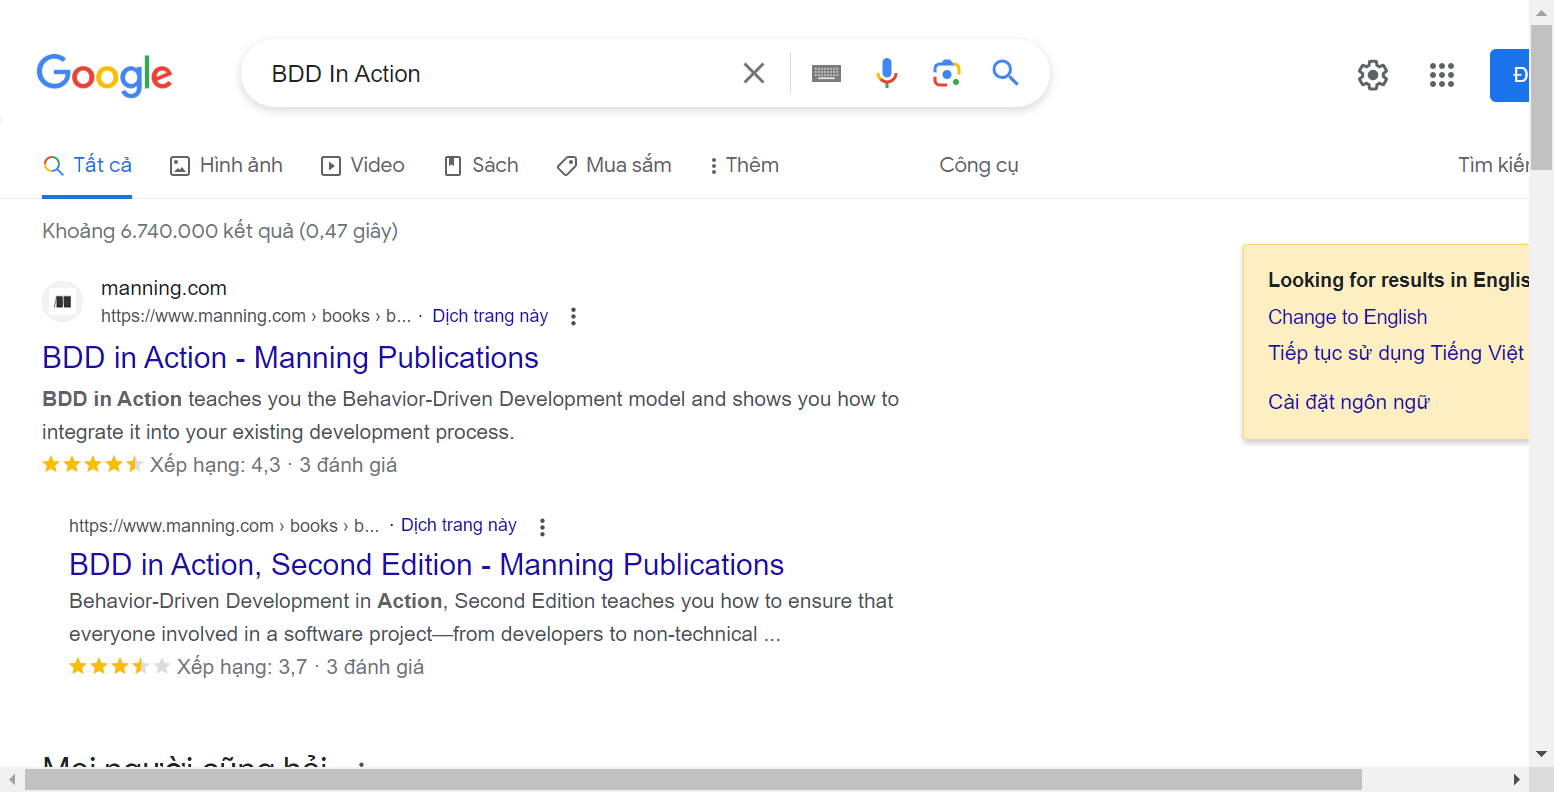 Google
BDD In Action
Tất cả
Hình ảnh
Video
Sách
Mua sắm
Thêm
Công cụ
Khoảng 6.740.000 kết quả (0,47 giây)
manning.com
https://www.manning.com › books › b... · Dịch trang này
BDD in Action - Manning Publications
BDD in Action teaches you the Behavior-Driven Development model and shows you how to
integrate it into your existing development process.
Xếp hạng: 4,3 · 3 đánh giá
https://www.manning.com › books › b... · Dịch trang này
BDD in Action, Second Edition - Manning Publications
Behavior-Driven Development in Action, Second Edition teaches you how to ensure that
everyone involved in a software project—from developers to non-technical ...
Xếp hạng: 3,7 · 3 đánh giá
Looking for results in
Change to English
Tiếp tục sử dụng Tiếng Việt
Cài đặt ngôn ngữ
Mọi người cũng hỏi